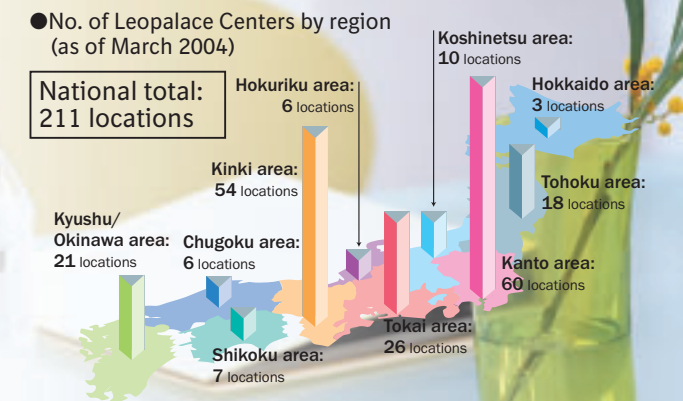 ●No. of Leopalace Centers by region
(as of March 2004)
National total:
211 locations
Hokuriku area:
6 locations
Koshinetsu area:
10 locations
Hokkaido area:
3 locations
Kinki area:
54 locations
Tohoku area:
18 locations
Kyushu/
Okinawa area:
21 locations
Chugoku area:
6 locations
Kanto area:
60 locations
Tokai area:
26 locations
Shikoku area:
7 locations